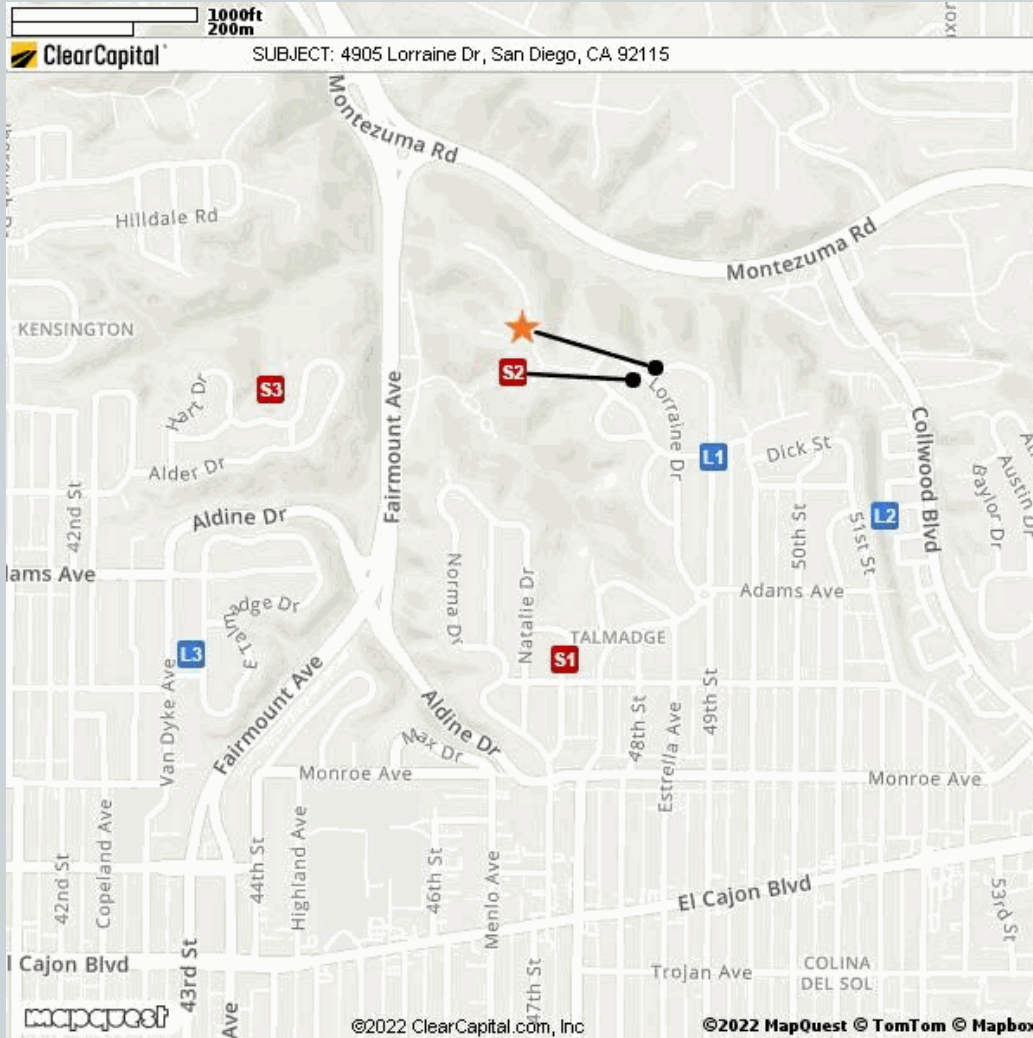 1000ft
200m
ClearCapital
SUBJECT: 4905 Lorraine Dr, San Diego, CA 92115
Montezuma Rd
Hilldale Rd
Montezuma Rd
KENSINGTON
S2
S3
Hart Dr
Fairmount Ave
Lorraine Dr
Collwood Blvd
L1
Dick St
Alder Dr
42nd St
Aldine Dr
50th St
51st St
L2
Baylor Dr
Austin Dr
Adams Ave
Norma Dr
Natalie Dr
TALMADGE
S1
L3
Van Dyke Ave
Fairmount Ave
Aldine Dr
48th St
Estrella Ave
49th St
Max Dr
Monroe Ave
Monroe Ave
42nd St
Copeland Ave
44th St
Highland Ave
46th St
Menlo Ave
El Cajon Blvd
53rd St
l Cajon Blvd
43rd St
Ave
47th St
Trojan Ave
COLINA
DEL SOL
mapquest
©2022 ClearCapital.com, Inc
©2022 MapQuest © TomTom © Mapbox